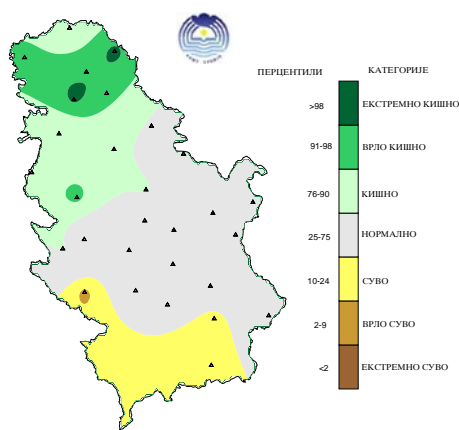 ПЕРЦЕНТИЛИ КАТЕГОРИЈЕ
>98 ЕКСТРЕМНО КИШНО
91-98 ВРЛО КИШНО
76-90 КИШНО
25-75 НОРМАЛНО
10-24 СУВО
2-9 ВРЛО СУВО
<2 ЕКСТРЕМНО СУВО